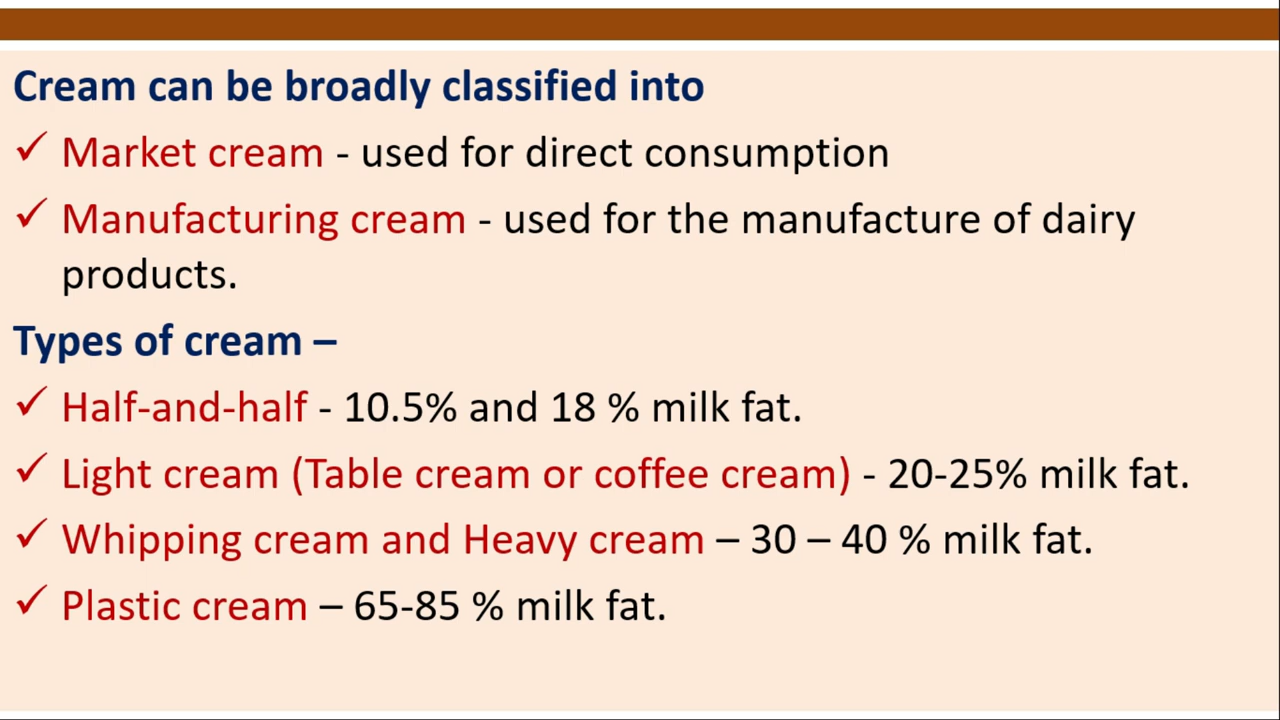 Cream can be broadly classified into
✓ Market cream - used for direct consumption
✓ Manufacturing cream - used for the manufacture of dairy
products.
Types of cream –
✓ Half-and-half - 10.5% and 18 % milk fat.
✓ Light cream (Table cream or coffee cream) - 20-25% milk fat.
✓ Whipping cream and Heavy cream – 30 – 40 % milk fat.
✓ Plastic cream – 65-85 % milk fat.